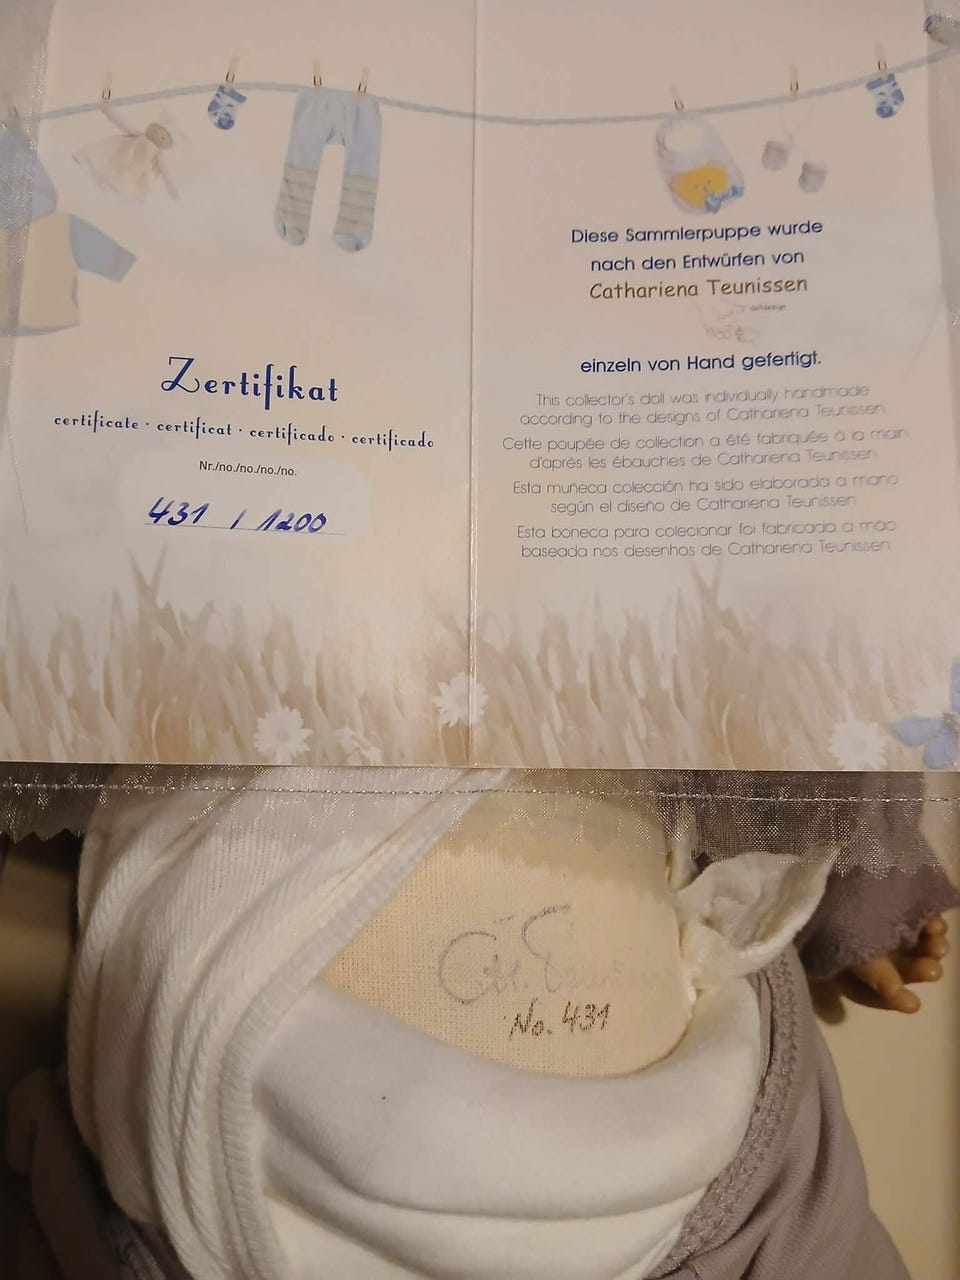 Zertifikat
certificate · certificat · certificado · certificado
Nr./no./no./no./no.
431 / 1200
Diese Sammlerpuppe wurde
nach den Entwürfen von
Cathariena Teunissen
einzeln von Hand gefertigt.
This collector's doll was individually handmade
according to the designs of Cathariena Teunissen
Cette poupée de collection a été fabriquée à la main
d'après les ébauches de Cathariena Teunissen
Esta muñeca colección ha sido elaborada a mano
según el diseño de Cathariena Teunissen
Esta boneca para colecionar foi fabricada a mão
baseada nos desenhos de Cathariena Teunissen
No. 431